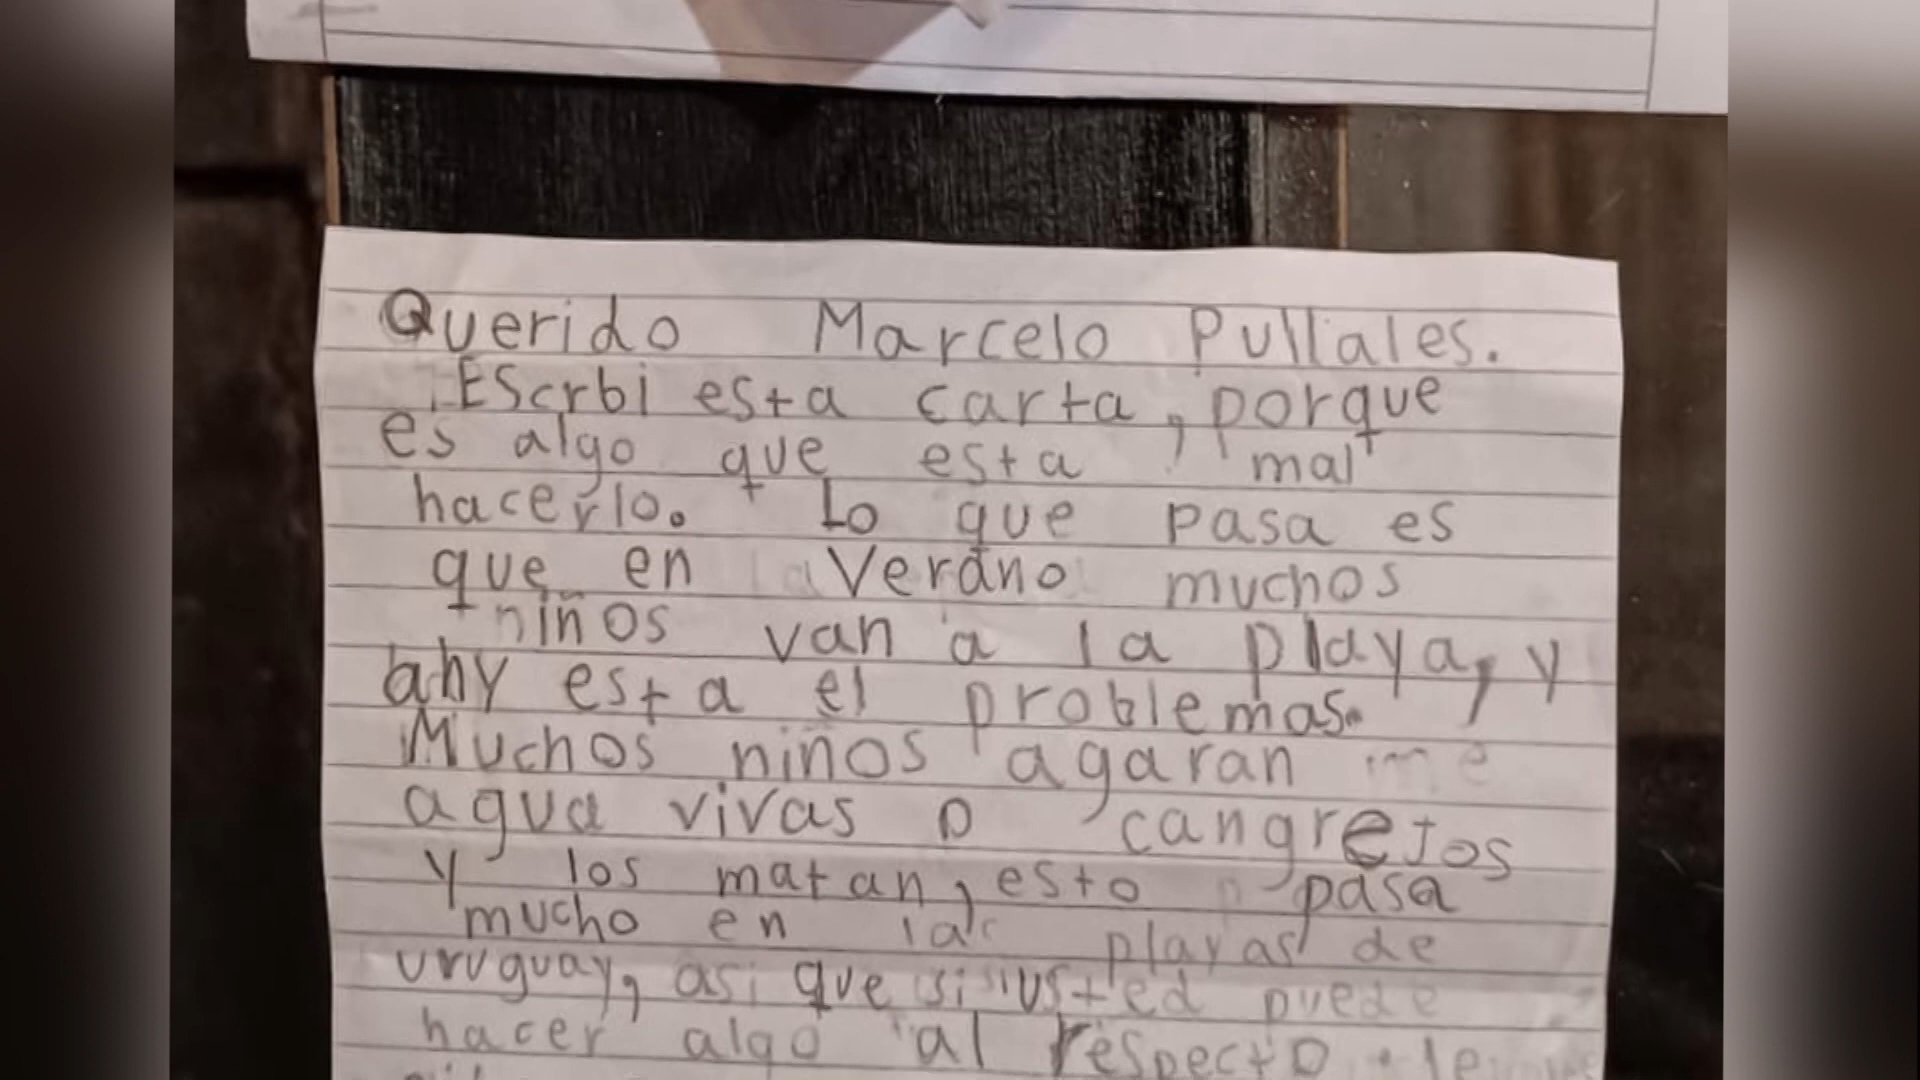 Querido Marcelo Pullales.
Escrbi esta carta, porque
es algo que esta mal
hacerlo. Lo que pasa es
que en Verano muchos
niños van a la playa, y
ahy esta el problemas.
Muchos niños agaran
agua vivas o cangrejos
y los matan, esto pasa
mucho en las playas de
uruguay, asi que si usted puede
hacer algo al respecto le